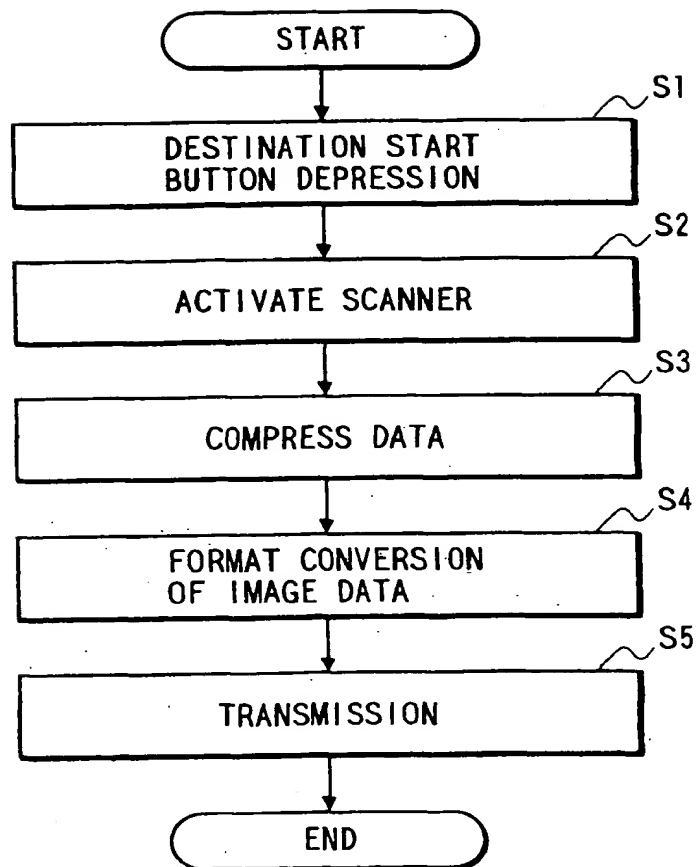 START
S1
DESTINATION START
BUTTON DEPRESSION
S2
ACTIVATE SCANNER
S3
COMPRESS DATA
S4
FORMAT CONVERSION
OF IMAGE DATA
S5
TRANSMISSION
END